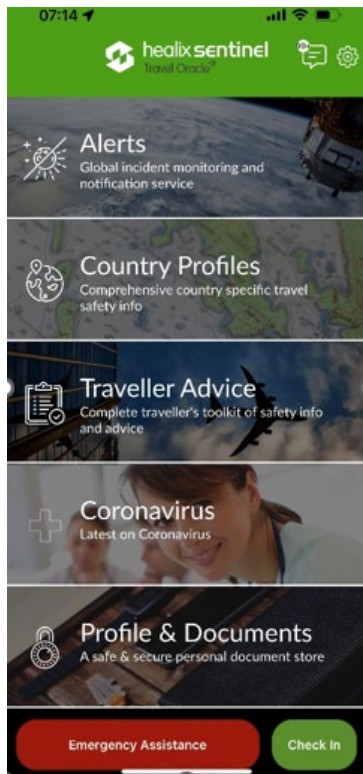 07:14
healix sentinel
Travel Oracle
Alerts
Global incident monitoring and
notification service
Country Profiles
Comprehensive country specific travel
safety info
Traveller Advice
Complete traveller's toolkit of safety info
and advice
Coronavirus
Latest on Coronavirus
Profile & Documents
A safe & secure personal document store
Emergency Assistance
Check In